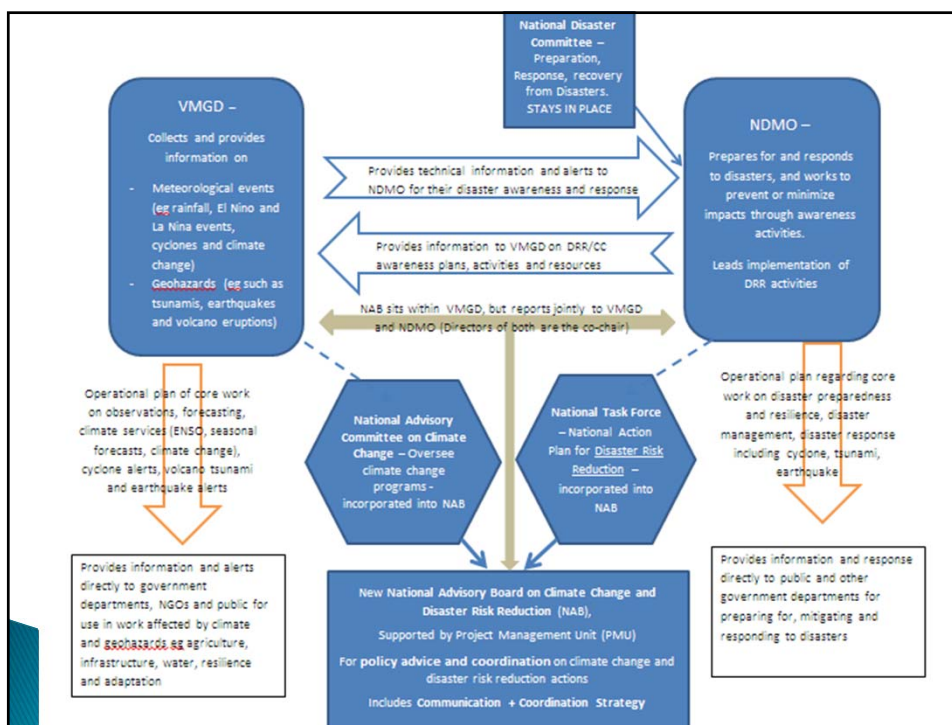 National Disaster
Committee –
Preparation,
Response, recovery
from Disasters.
STAYS IN PLACE
VMGD –
Collects and provides
information on
- Meteorological events
(eg rainfall, El Nino and
La Nina events,
cyclones and climate
change)
- Geohazards (eg such as
tsunamis, earthquakes
and volcano eruptions)
NDMO –
Prepares for and responds
to disasters, and works to
prevent or minimize
impacts through awareness
activities.
Leads implementation of
DRR activities
Provides technical information and alerts to
NDMO for their disaster awareness and response
Provides information to VMGD on DRR/CC
awareness plans, activities and resources
NAB sits within VMGD, but reports jointly to VMGD
and NDMO (Directors of both are the co-chair)
Operational plan of core work
on observations, forecasting,
climate services (ENSO, seasonal
forecasts, climate change),
cyclone alerts, volcano tsunami
and earthquake alerts
National Advisory
Committee on Climate
Change – Oversee
climate change
programs -
incorporated into NAB
National Task Force
– National Action
Plan for Disaster Risk
Reduction –
incorporated into
NAB
Operational plan regarding core
work on disaster preparedness
and resilience, disaster
management, disaster response
including cyclone, tsunami,
earthquake
Provides information and alerts
directly to government
departments, NGOs and public for
use in work affected by climate
and geohazards eg agriculture,
infrastructure, water, resilience
and adaptation
New National Advisory Board on Climate Change and
Disaster Risk Reduction (NAB),
Supported by Project Management Unit (PMU)
For policy advice and coordination on climate change and
disaster risk reduction actions
Includes Communication + Coordination Strategy
Provides information and response
directly to public and other
government departments for
preparing for, mitigating and
responding to disasters